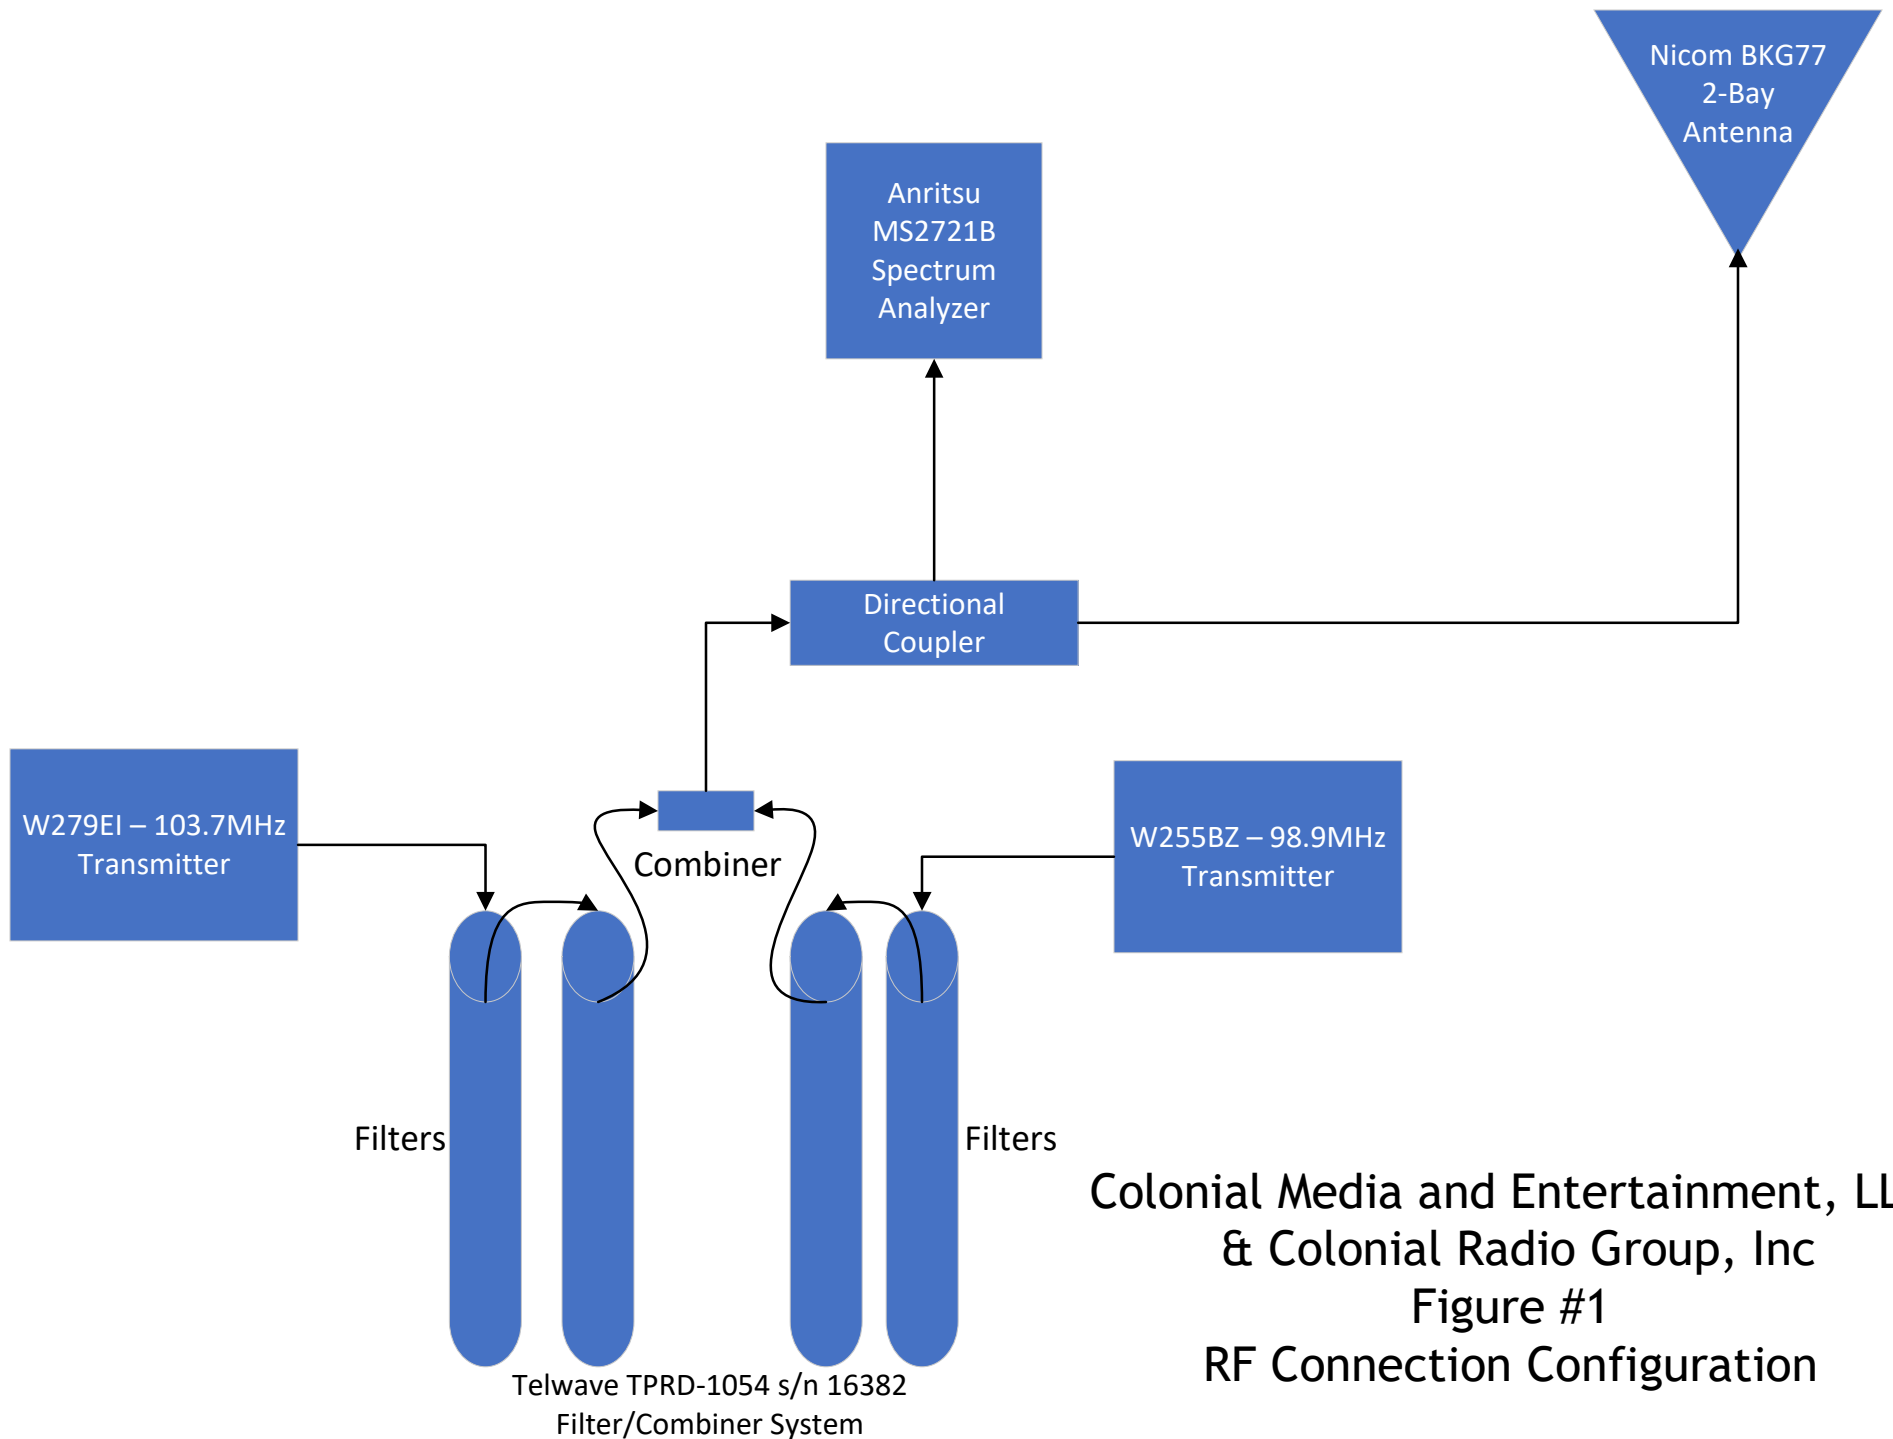 Nicom BKG77
2-Bay
Antenna
Anritsu
MS2721B
Spectrum
Analyzer
Directional
Coupler
W279EI – 103.7MHz
Transmitter
Combiner
W255BZ – 98.9MHz
Transmitter
Filters
Filters
Colonial Media and Entertainment, LL
& Colonial Radio Group, Inc
Figure #1
RF Connection Configuration
Telwave TPRD-1054 s/n 16382
Filter/Combiner System